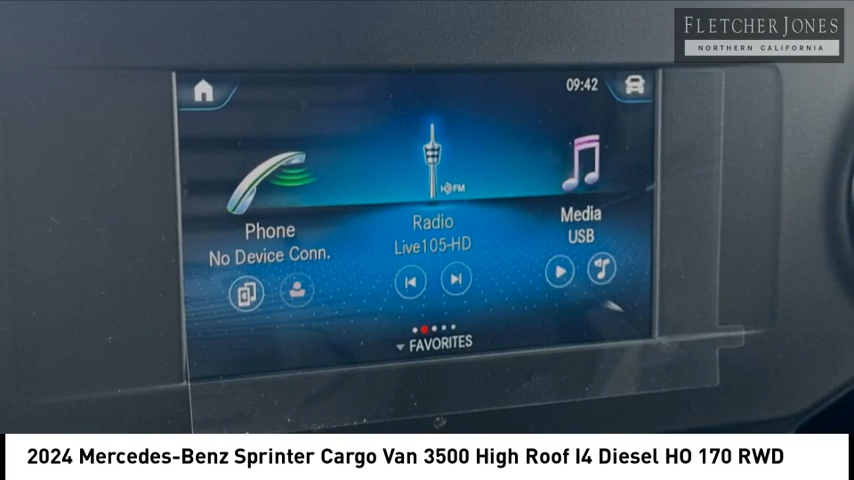 FLETCHER JONES
NORTHERN CALIFORNIA
09:42
HD FM
Phone
No Device Conn.
Radio
Live105-HD
Media
USB
FAVORITES
2024 Mercedes-Benz Sprinter Cargo Van 3500 High Roof I4 Diesel HO 170 RWD